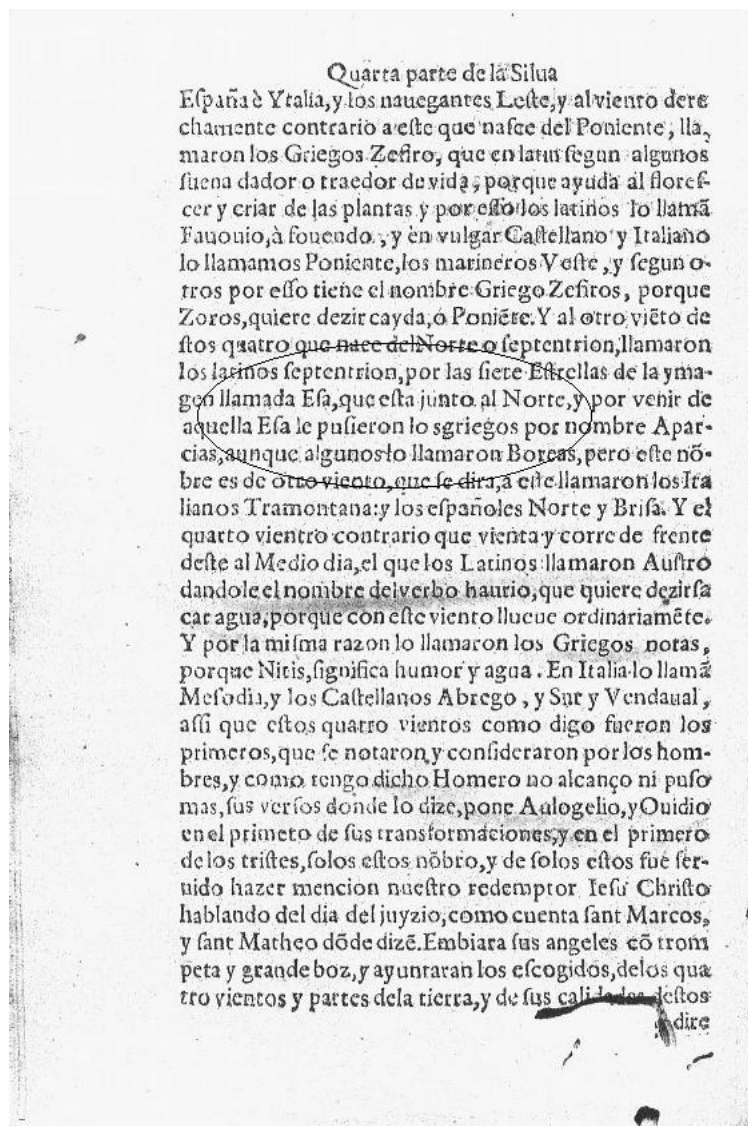 Quarta parte de la Silua
Eſpaña è Ytalia, y los nauegantes Leſte, y al viento dere
chamente contrario a eſte que naſce del Poniente, lla,
maron los Griegos Zefiro, que en latin ſegun algunos
ſuena dador o traedor de vida, porque ayuda al floreſ-
cer y criar de las plantas y por eſſo los latinos lo llamã
Fauonio, à fouendo, y en vulgar Caſtellano y Italiano
lo llamamos Poniente, los marineros Veſte, y ſegun o-
tros por eſſo tiene el nombre Griego Zefiros, porque
Zoros, quiere dezir cayda, ó Poniẽte. Y al otro viẽto de
ſtos quatro que nace del Norte o ſeptentrion, llamaron
los latinos ſeptentrion, por las ſiete Eſtrellas de la yma-
gen llamada Eſa, que eſta junto al Norte, y por venir de
aquella Eſa le puſieron lo sgriegos por nombre Apar-
cias, aunque algunos lo llamaron Boreas, pero eſte nõ-
bre es de otro viento, que ſe dira, a eſte llamaron los Ita
lianos Tramontana: y los eſpañoles Norte y Briſa. Y el
quarto vientro contrario que vienta y corre de frente
deſte al Medio dia, el que los Latinos llamaron Auſtro
dandole el nombre del verbo haurio, que quiere dezir ſa
car agua, porque con eſte viento llueue ordinariamẽte.
Y por la miſma razon lo llamaron los Griegos notas,
porque Nitis, ſignifica humor y agua. En Italia lo llamã
Meſodia, y los Caſtellanos Abrego, y Sur y Vendaual,
aſſi que eſtos quatro vientos como digo fueron los
primeros, que ſe notaron y conſideraron por los hom-
bres, y como tengo dicho Homero no alcanço ni puſo
mas, ſus verſos donde lo dize, pone Aulogelio, y Ouidio
en el primeto de ſus transformaciones, y en el primero
de los triſtes, ſolos eſtos nõbro, y de ſolos eſtos fue ſer-
uido hazer mencion nueſtro redemptor Ieſu Chriſto
hablando del dia del juyzio, como cuenta ſant Marcos,
y ſant Matheo dõde dizẽ. Embiara ſus angeles cõ trom
peta y grande boz, y ayuntaran los eſcogidos, delos qua
tro vientos y partes dela tierra, y de ſus calidades deſtos
dire